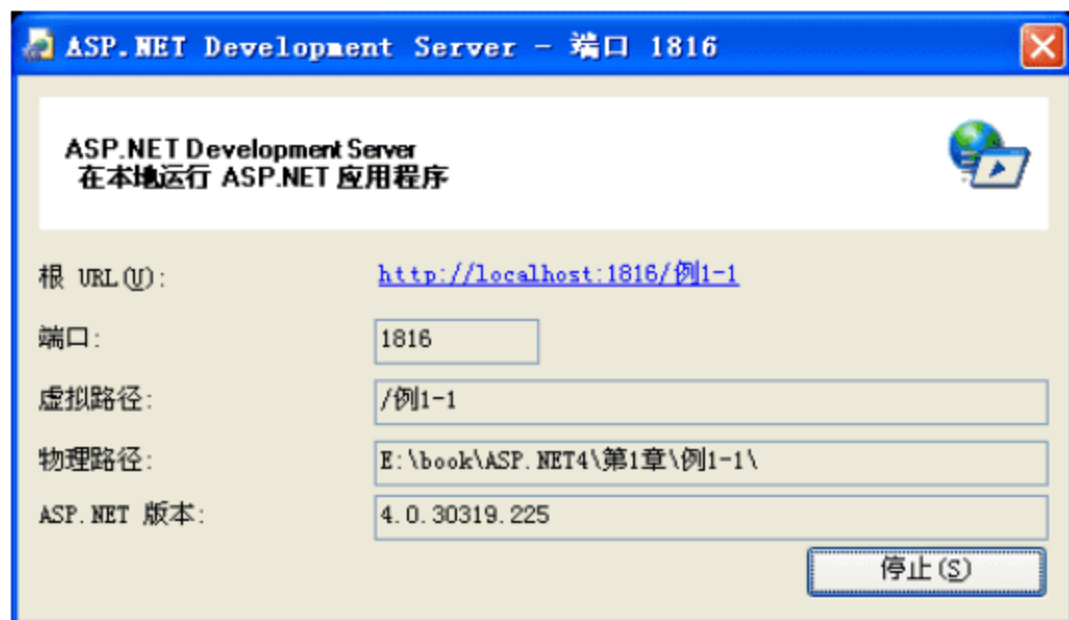 ASP.NET Development Server - 端口 1816
ASP.NET Development Server
在本地运行 ASP.NET 应用程序
根 URL(U): http://localhost:1816/例1-1
端口: 1816
虚拟路径: /例1-1
物理路径: E:\book\ASP.NET4\第1章\例1-1\
ASP.NET 版本: 4.0.30319.225
停止(S)